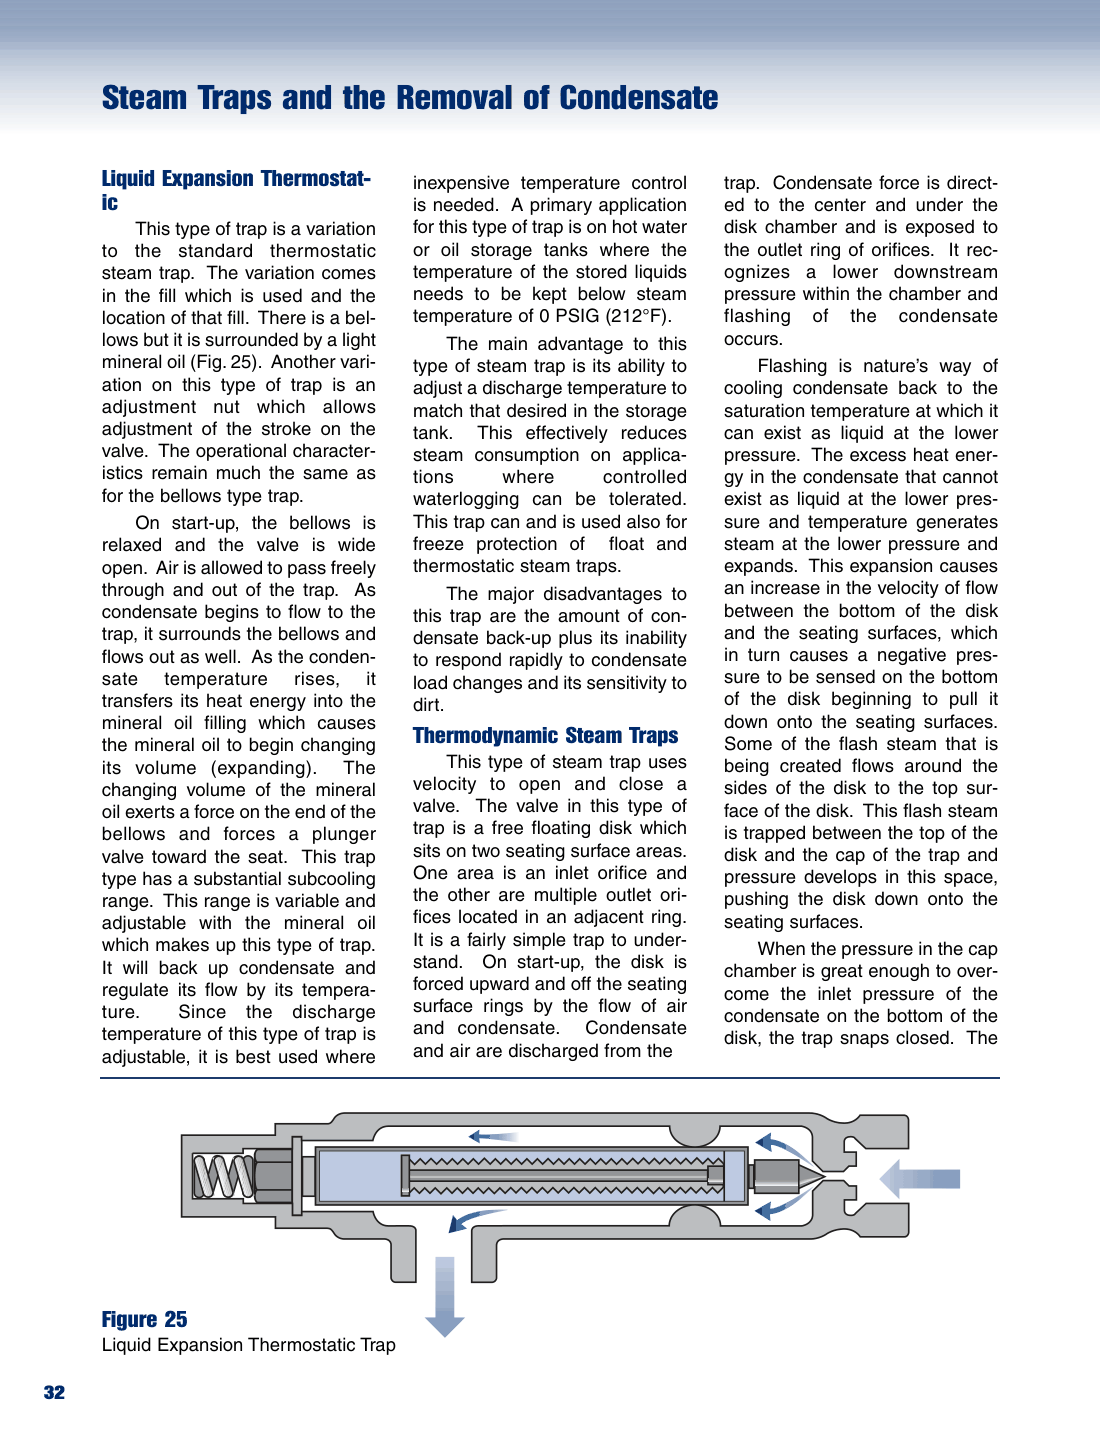 Steam Traps and the Removal of Condensate
Liquid Expansion Thermostat-
ic
This type of trap is a variation
to the standard thermostatic
steam trap. The variation comes
in the fill which is used and the
location of that fill. There is a bel-
lows but it is surrounded by a light
mineral oil (Fig. 25). Another vari-
ation on this type of trap is an
adjustment nut which allows
adjustment of the stroke on the
valve. The operational character-
istics remain much the same as
for the bellows type trap.
On start-up, the bellows is
relaxed and the valve is wide
open. Air is allowed to pass freely
through and out of the trap. As
condensate begins to flow to the
trap, it surrounds the bellows and
flows out as well. As the conden-
sate temperature rises, it
transfers its heat energy into the
mineral oil filling which causes
the mineral oil to begin changing
its volume (expanding). The
changing volume of the mineral
oil exerts a force on the end of the
bellows and forces a plunger
valve toward the seat. This trap
type has a substantial subcooling
range. This range is variable and
adjustable with the mineral oil
which makes up this type of trap.
It will back up condensate and
regulate its flow by its tempera-
ture. Since the discharge
temperature of this type of trap is
adjustable, it is best used where
inexpensive temperature control
is needed. A primary application
for this type of trap is on hot water
or oil storage tanks where the
temperature of the stored liquids
needs to be kept below steam
temperature of 0 PSIG (212°F).
The main advantage to this
type of steam trap is its ability to
adjust a discharge temperature to
match that desired in the storage
tank. This effectively reduces
steam consumption on applica-
tions where controlled
waterlogging can be tolerated.
This trap can and is used also for
freeze protection of float and
thermostatic steam traps.
The major disadvantages to
this trap are the amount of con-
densate back-up plus its inability
to respond rapidly to condensate
load changes and its sensitivity to
dirt.
Thermodynamic Steam Traps
This type of steam trap uses
velocity to open and close a
valve. The valve in this type of
trap is a free floating disk which
sits on two seating surface areas.
One area is an inlet orifice and
the other are multiple outlet ori-
fices located in an adjacent ring.
It is a fairly simple trap to under-
stand. On start-up, the disk is
forced upward and off the seating
surface rings by the flow of air
and condensate. Condensate
and air are discharged from the
trap. Condensate force is direct-
ed to the center and under the
disk chamber and is exposed to
the outlet ring of orifices. It rec-
ognizes a lower downstream
pressure within the chamber and
flashing of the condensate
occurs.
Flashing is nature’s way of
cooling condensate back to the
saturation temperature at which it
can exist as liquid at the lower
pressure. The excess heat ener-
gy in the condensate that cannot
exist as liquid at the lower pres-
sure and temperature generates
steam at the lower pressure and
expands. This expansion causes
an increase in the velocity of flow
between the bottom of the disk
and the seating surfaces, which
in turn causes a negative pres-
sure to be sensed on the bottom
of the disk beginning to pull it
down onto the seating surfaces.
Some of the flash steam that is
being created flows around the
sides of the disk to the top sur-
face of the disk. This flash steam
is trapped between the top of the
disk and the cap of the trap and
pressure develops in this space,
pushing the disk down onto the
seating surfaces.
When the pressure in the cap
chamber is great enough to over-
come the inlet pressure of the
condensate on the bottom of the
disk, the trap snaps closed. The
Figure 25
Liquid Expansion Thermostatic Trap
32